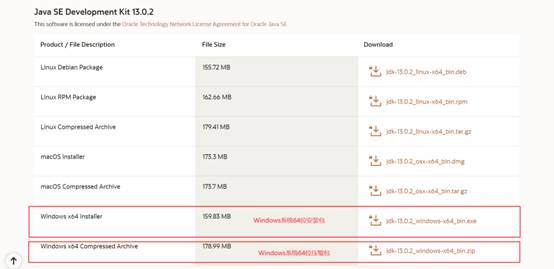 Java SE Development Kit 13.0.2
This software is licensed under the Oracle Technology Network License Agreement for Oracle Java SE
Product / File Description File Size Download
Linux Debian Package 155.72 MB jdk-13.0.2_linux-x64_bin.deb
Linux RPM Package 162.66 MB jdk-13.0.2_linux-x64_bin.rpm
Linux Compressed Archive 179.41 MB jdk-13.0.2_linux-x64_bin.tar.gz
macOS Installer 173.3 MB jdk-13.0.2_osx-x64_bin.dmg
macOS Compressed Archive 173.7 MB jdk-13.0.2_osx-x64_bin.tar.gz
Windows x64 Installer 159.83 MB Windows系统64位安装包 jdk-13.0.2_windows-x64_bin.exe
Windows x64 Compressed Archive 178.99 MB Windows系统64位压缩包 jdk-13.0.2_windows-x64_bin.zip